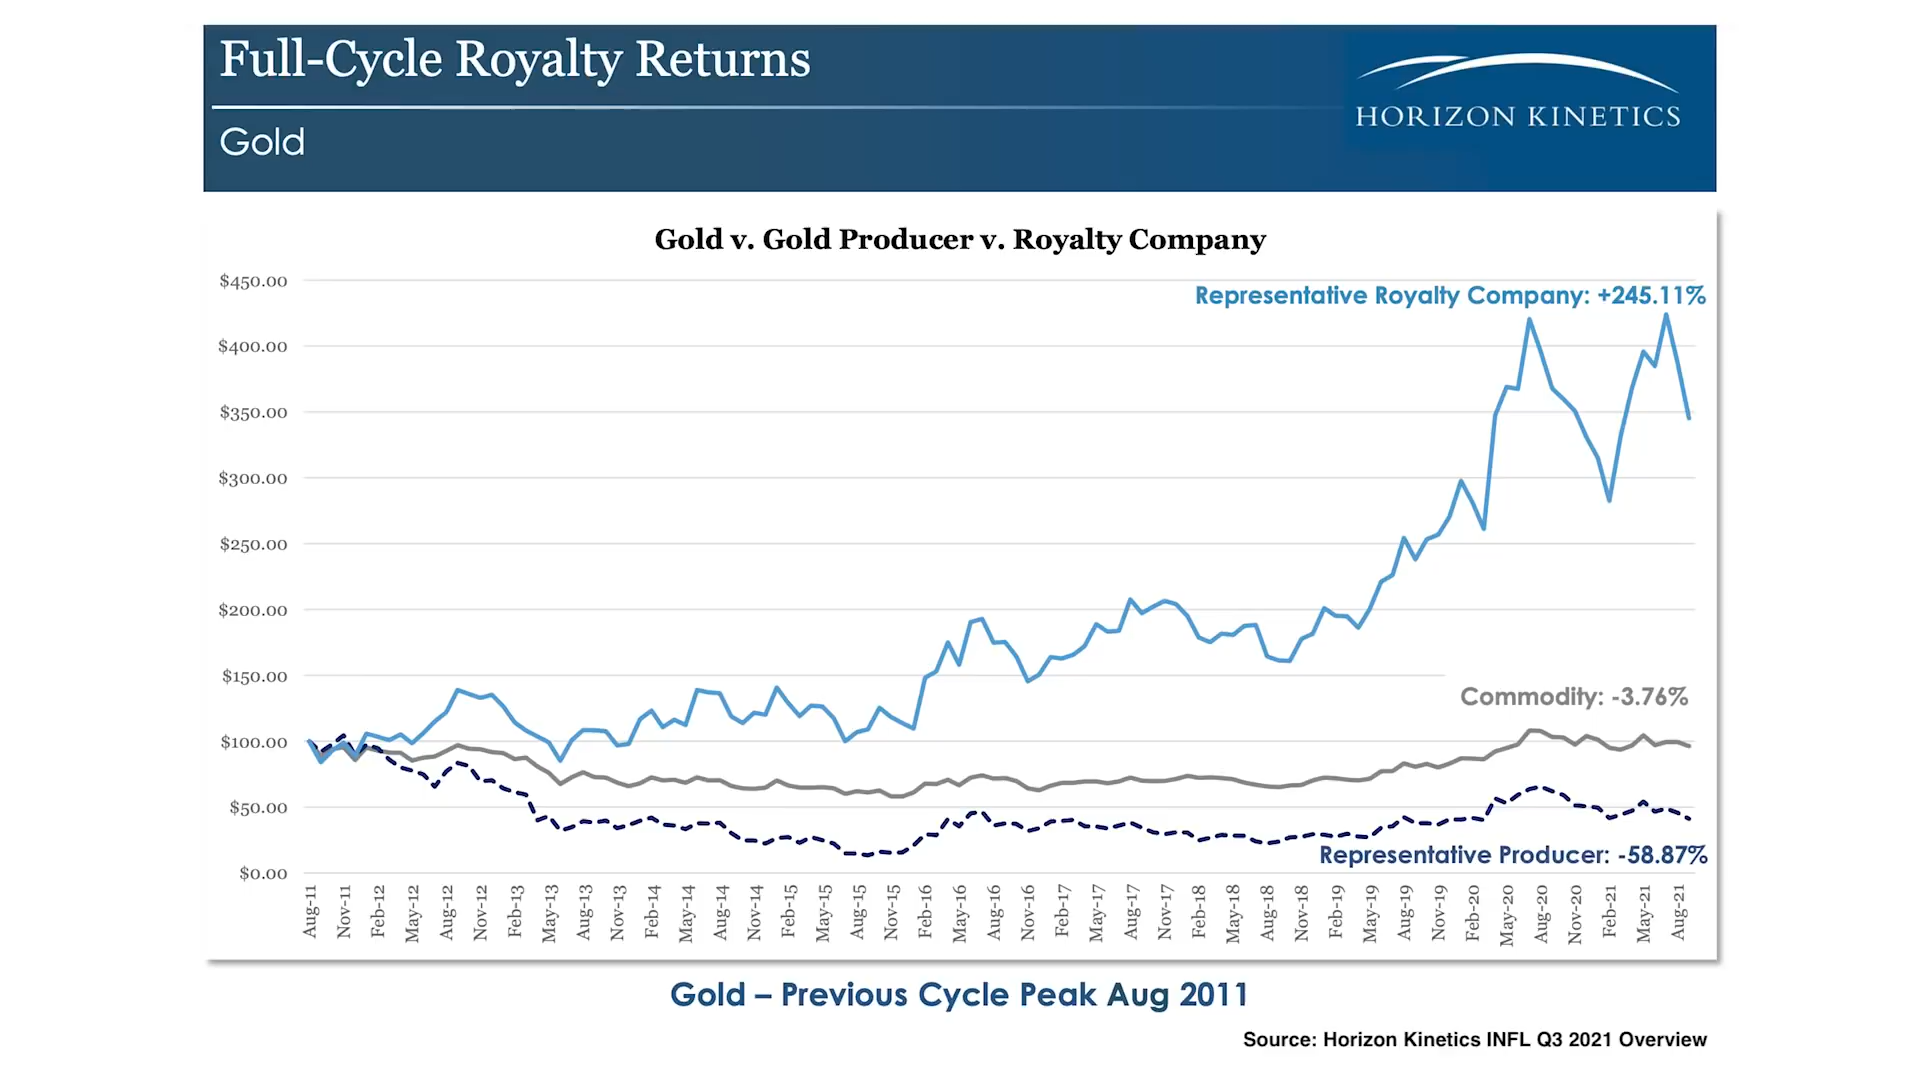 Full-Cycle Royalty Returns
HORIZON KINETICS
Gold
Gold v. Gold Producer v. Royalty Company
$450.00
Representative Royalty Company: +245.11%
$400.00
$350.00
$300.00
$250.00
$200.00
$150.00
Commodity: -3.76%
$100.00
$50.00
Representative Producer: -58.87%
$0.00
Aug-11
Nov-11
Feb-12
May-12
Aug-12
Nov-12
Feb-13
May-13
Aug-13
Nov-13
Feb-14
May-14
Aug-14
Nov-14
Feb-15
May-15
Aug-15
Nov-15
Feb-16
May-16
Aug-16
Nov-16
Feb-17
May-17
Aug-17
Nov-17
Feb-18
May-18
Aug-18
Nov-18
Feb-19
May-19
Aug-19
Nov-19
Feb-20
May-20
Aug-20
Nov-20
Feb-21
May-21
Aug-21
Gold – Previous Cycle Peak Aug 2011
Source: Horizon Kinetics INFL Q3 2021 Overview